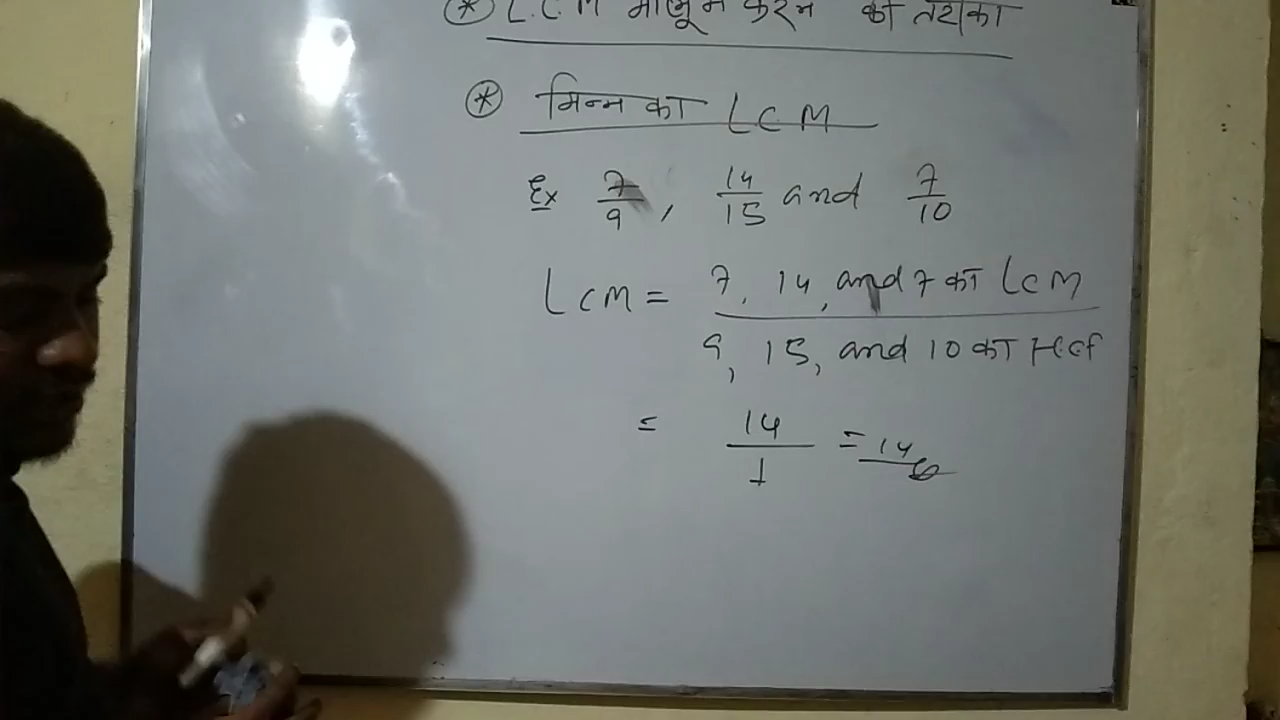 * L.C.M मालूम करने का तरीका
* भिन्न का LCM
Ex 7/9, 14/15 and 7/10
LCM = 7, 14, and 7 का LCM / 9, 15, and 10 का HCF
= 14/1 = 14